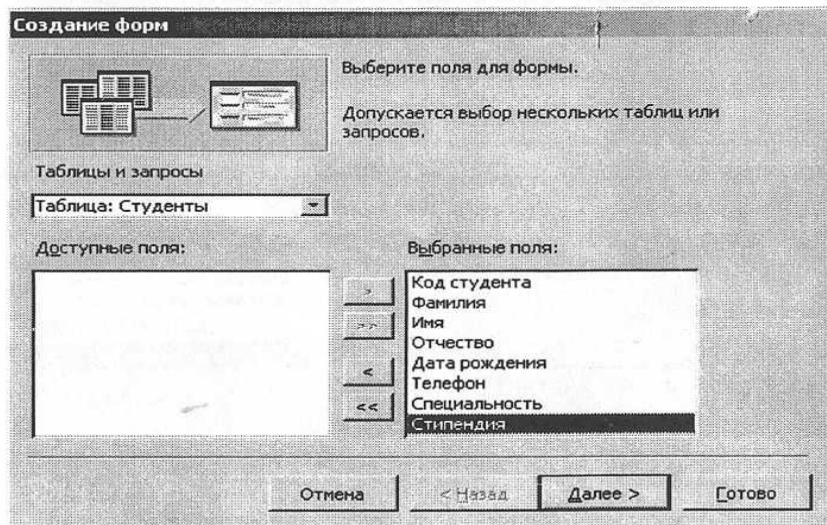 Создание форм
Выберите поля для формы.
Допускается выбор нескольких таблиц или
запросов.
Таблицы и запросы
Таблица: Студенты
Доступные поля:
Выбранные поля:
>
>>
<
<<
Код студента
Фамилия
Имя
Отчество
Дата рождения
Телефон
Специальность
Стипендия
Отмена
< Назад
Далее >
Готово